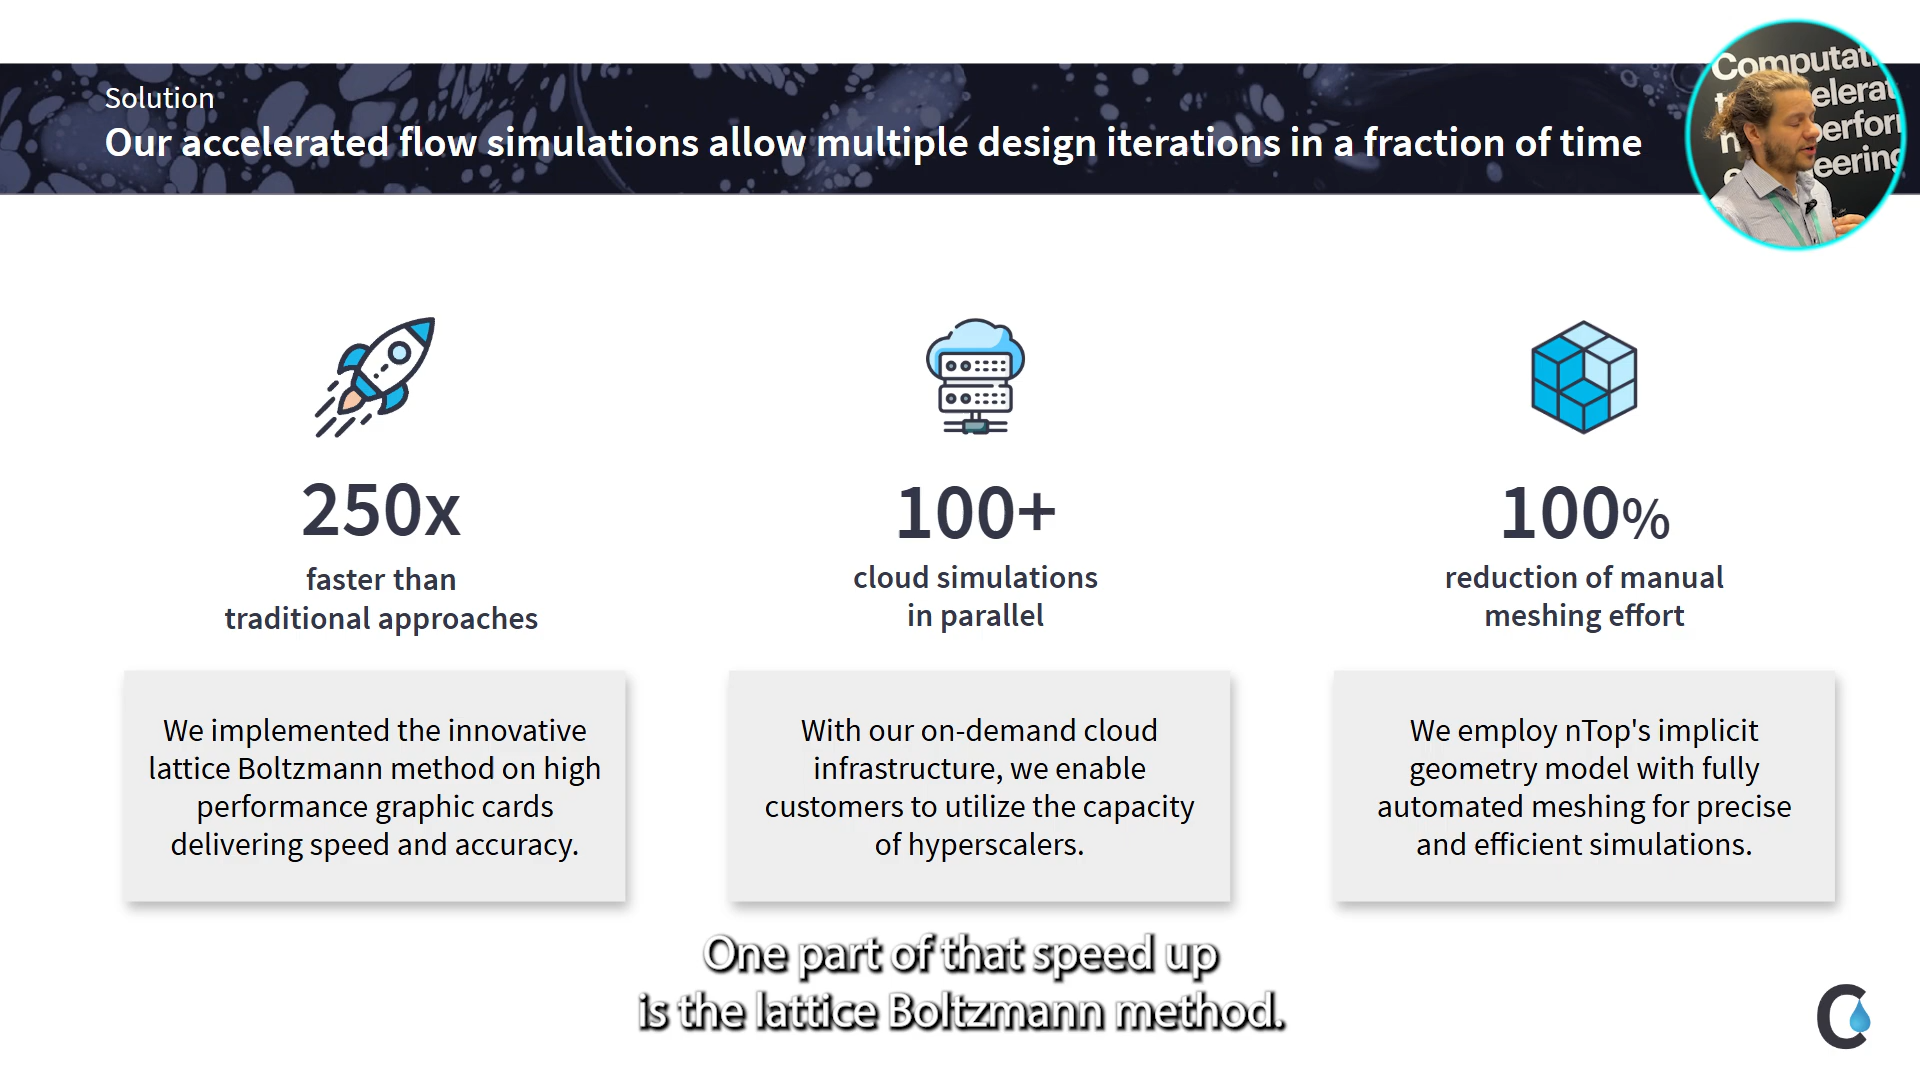 Solution
Our accelerated flow simulations allow multiple design iterations in a fraction of time
250x
faster than
traditional approaches
We implemented the innovative
lattice Boltzmann method on high
performance graphic cards
delivering speed and accuracy.
100+
cloud simulations
in parallel
With our on-demand cloud
infrastructure, we enable
customers to utilize the capacity
of hyperscalers.
100%
reduction of manual
meshing effort
We employ nTop's implicit
geometry model with fully
automated meshing for precise
and efficient simulations.
One part of that speed up
is the lattice Boltzmann method.